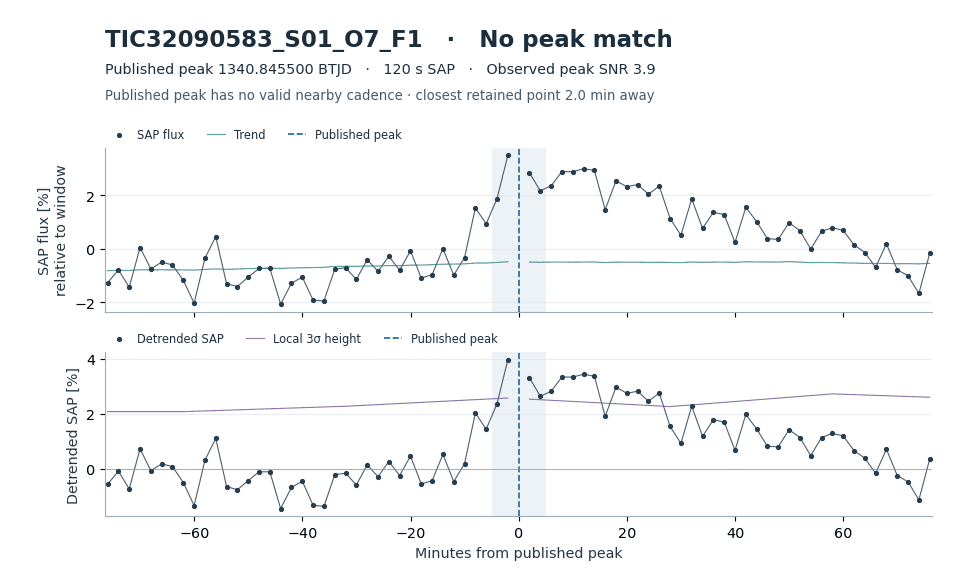 TIC32090583_S01_O7_F1 · No peak match
Published peak 1340.845500 BTJD · 120 s SAP · Observed peak SNR 3.9
Published peak has no valid nearby cadence · closest retained point 2.0 min away
SAP flux Trend Published peak
SAP flux [%]
relative to window
2
0
−2
Detrended SAP Local 3σ height Published peak
Detrended SAP [%]
4
2
0
−60 −40 −20 0 20 40 60
Minutes from published peak